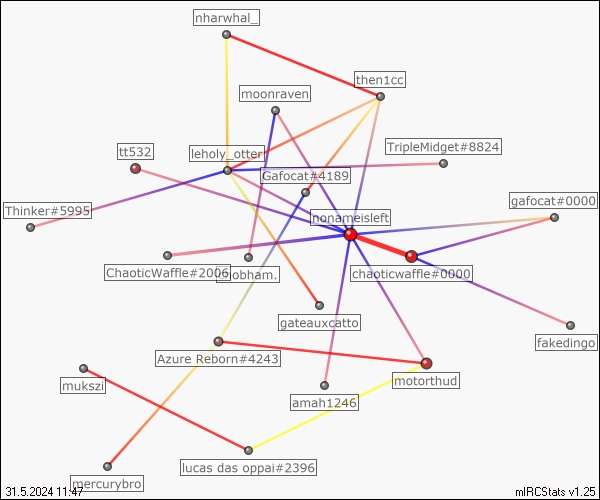 nharwhal_
then1cc
moonraven
TripleMidget#8824
tt532
leholy_otter
Gafocat#4189
gafocat#0000
Thinker#5995
honameisleft
ChaoticWaffle#2006
obham.
chaoticwaffle#0000
gateauxcatto
fakedingo
Azure Reborn#4243
mukszi
motorthud
amah1246
lucas das oppai#2396
mercurybro
31.5.2024 11:47
mIRCStats v1.25